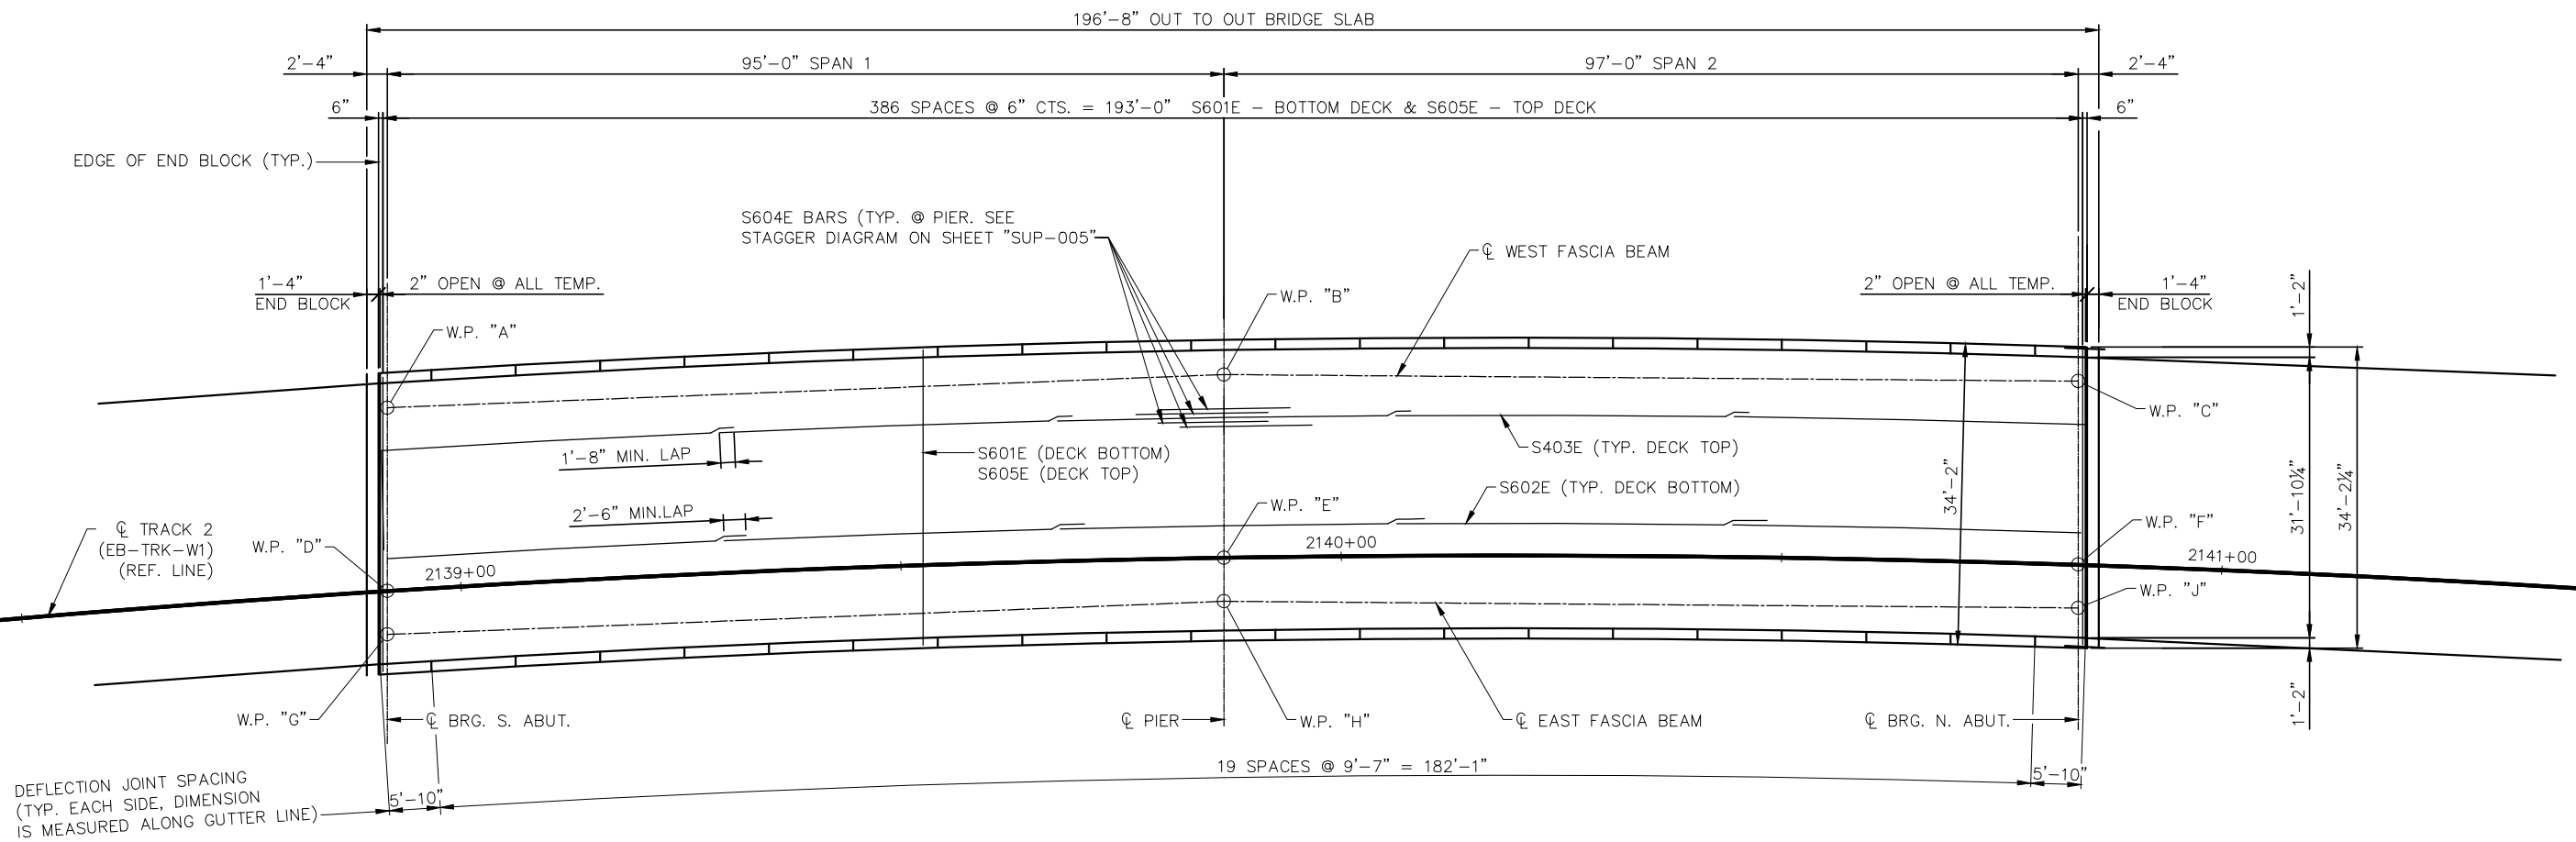 196'-8" OUT TO OUT BRIDGE SLAB
2'-4"
95'-0" SPAN 1
97'-0" SPAN 2
2'-4"
6"
386 SPACES @ 6" CTS. = 193'-0" S601E - BOTTOM DECK & S605E - TOP DECK
6"
EDGE OF END BLOCK (TYP.)
S604E BARS (TYP. @ PIER. SEE
STAGGER DIAGRAM ON SHEET "SUP-005"
℄ WEST FASCIA BEAM
1'-4"
END BLOCK
2" OPEN @ ALL TEMP.
W.P. "B"
2" OPEN @ ALL TEMP.
1'-4"
END BLOCK
1'-2"
W.P. "A"
W.P. "C"
1'-8" MIN. LAP
S601E (DECK BOTTOM)
S605E (DECK TOP)
S403E (TYP. DECK TOP)
34'-2"
31'-10¼"
34'-2¼"
2'-6" MIN.LAP
W.P. "E"
S602E (TYP. DECK BOTTOM)
℄ TRACK 2
(EB-TRK-W1)
(REF. LINE)
W.P. "D"
W.P. "F"
2139+00
2140+00
2141+00
W.P. "J"
W.P. "G"
℄ BRG. S. ABUT.
℄ PIER
W.P. "H"
℄ EAST FASCIA BEAM
℄ BRG. N. ABUT.
1'-2"
DEFLECTION JOINT SPACING
(TYP. EACH SIDE, DIMENSION
IS MEASURED ALONG GUTTER LINE)
5'-10"
19 SPACES @ 9'-7" = 182'-1"
5'-10"